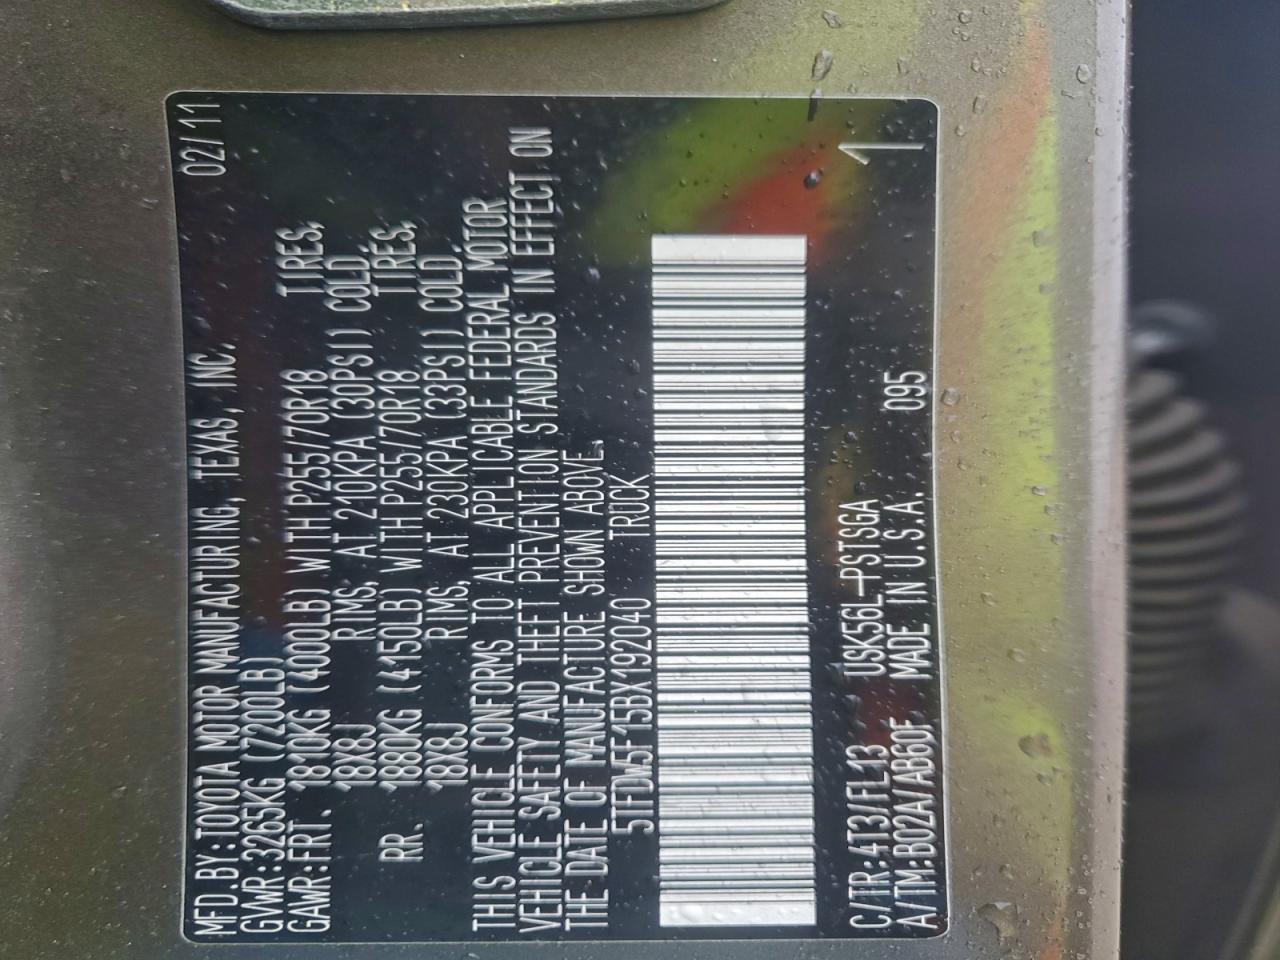 MFD.BY:TOYOTA MOTOR MANUFACTURING, TEXAS, INC. 02/11
GVWR:3265KG (7200LB)
GAWR:FRT. 1810KG (4000LB) WITH P255/70R18 TIRES,
18X8J RIMS, AT 210KPA (30PSI) COLD.
RR. 1880KG (4150LB) WITH P255/70R18 TIRES,
18X8J RIMS, AT 230KPA (33PSI) COLD.
THIS VEHICLE CONFORMS TO ALL APPLICABLE FEDERAL MOTOR
VEHICLE SAFETY AND THEFT PREVENTION STANDARDS IN EFFECT ON
THE DATE OF MANUFACTURE SHOWN ABOVE.
5TFDW5F15BX192040 TRUCK
C/TR:4T3/FL13 USK56L-PSTSGA 1
A/TM:B02A/AB60F MADE IN U.S.A. 095